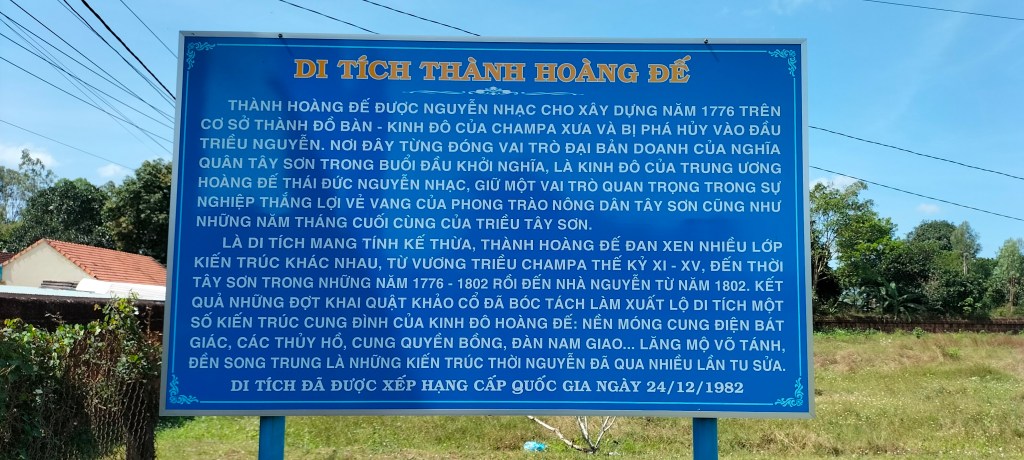 DI TÍCH THÀNH HOÀNG ĐẾ
THÀNH HOÀNG ĐẾ ĐƯỢC NGUYỄN NHẠC CHO XÂY DỰNG NĂM 1776 TRÊN
CƠ SỞ THÀNH ĐỒ BÀN - KINH ĐÔ CỦA CHAMPA XƯA VÀ BỊ PHÁ HỦY VÀO ĐẦU
TRIỀU NGUYỄN. NƠI ĐÂY TỪNG ĐÓNG VAI TRÒ ĐẠI BẢN DOANH CỦA NGHĨA
QUÂN TÂY SƠN TRONG BUỔI ĐẦU KHỞI NGHĨA, LÀ KINH ĐÔ CỦA TRUNG ƯƠNG
HOÀNG ĐẾ THÁI ĐỨC NGUYỄN NHẠC, GIỮ MỘT VAI TRÒ QUAN TRỌNG TRONG SỰ
NGHIỆP THẮNG LỢI VẺ VANG CỦA PHONG TRÀO NÔNG DÂN TÂY SƠN CŨNG NHƯ
NHỮNG NĂM THÁNG CUỐI CÙNG CỦA TRIỀU TÂY SƠN.
LÀ DI TÍCH MANG TÍNH KẾ THỪA, THÀNH HOÀNG ĐẾ ĐAN XEN NHIỀU LỚP
KIẾN TRÚC KHÁC NHAU, TỪ VƯƠNG TRIỀU CHAMPA THẾ KỶ XI - XV, ĐẾN THỜI
TÂY SƠN TRONG NHỮNG NĂM 1776 - 1802 RỒI ĐẾN NHÀ NGUYỄN TỪ NĂM 1802. KẾT
QUẢ NHỮNG ĐỢT KHAI QUẬT KHẢO CỔ ĐÃ BÓC TÁCH LÀM XUẤT LỘ DI TÍCH MỘT
SỐ KIẾN TRÚC CUNG ĐÌNH CỦA KINH ĐÔ HOÀNG ĐẾ: NỀN MÓNG CUNG ĐIỆN BÁT
GIÁC, CÁC THỦY HỒ, CUNG QUYỂN BỒNG, ĐÀN NAM GIAO... LĂNG MỘ VÕ TÁNH,
ĐỀN SONG TRUNG LÀ NHỮNG KIẾN TRÚC THỜI NGUYỄN ĐÃ QUA NHIỀU LẦN TU SỬA.
DI TÍCH ĐÃ ĐƯỢC XẾP HẠNG CẤP QUỐC GIA NGÀY 24/12/1982